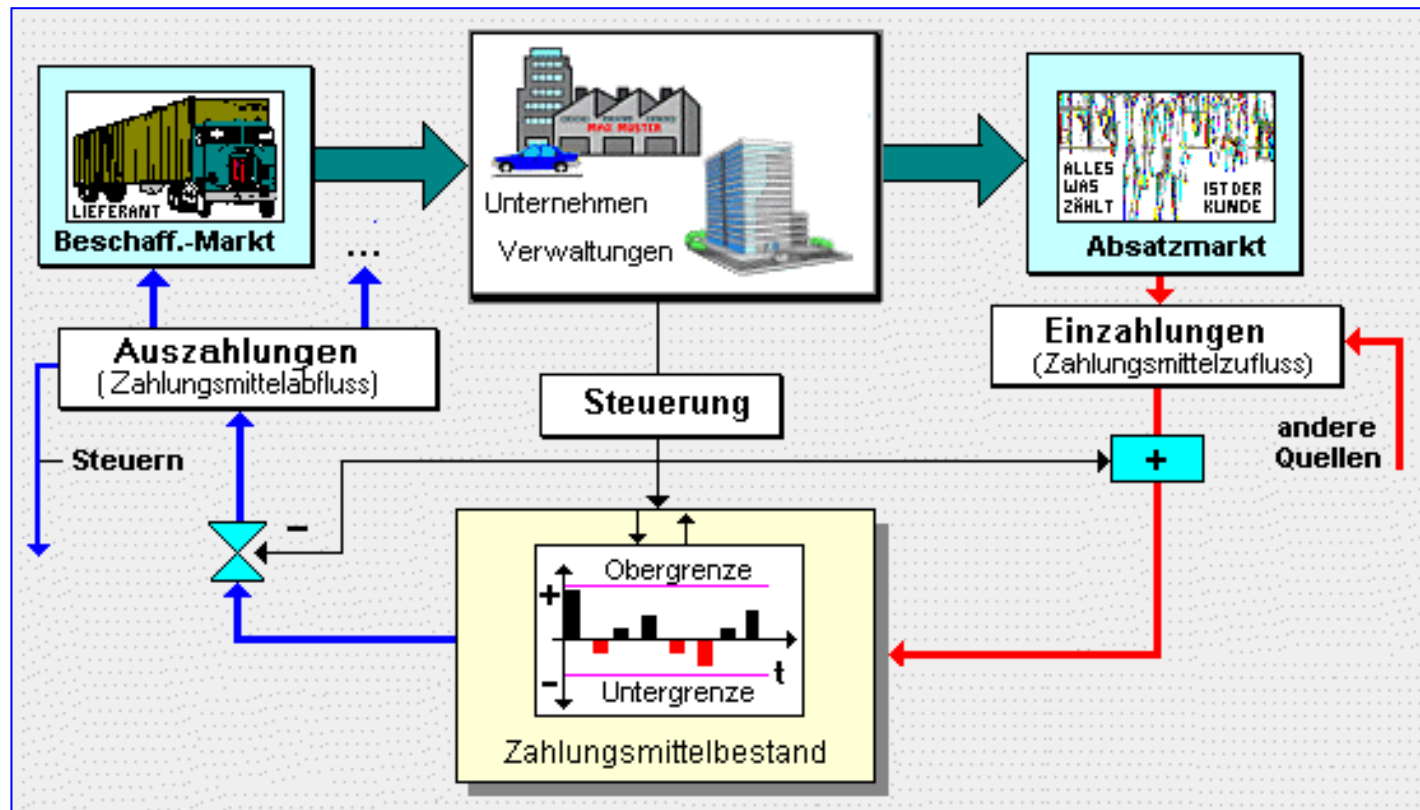 LIEFERANT
Beschaff.-Markt
...
MAX MUSTER
Unternehmen
Verwaltungen
ALLES
WAS
ZÄHLT
IST DER
KUNDE
Absatzmarkt
Auszahlungen
(Zahlungsmittelabfluss)
Steuerung
Einzahlungen
(Zahlungsmittelzufluss)
Steuern
andere
Quellen
+
–
Obergrenze
+
–
t
Untergrenze
Zahlungsmittelbestand